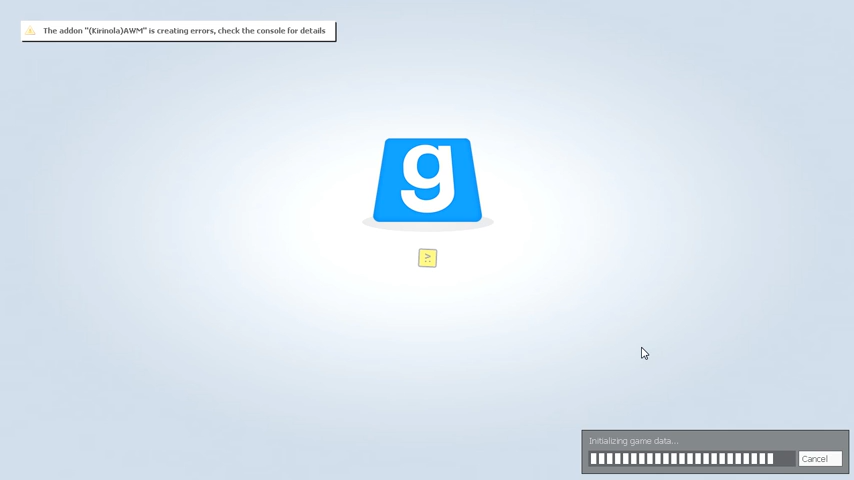 The addon "(Kirinola)AWM" is creating errors, check the console for details
g
Initializing game data...
Cancel